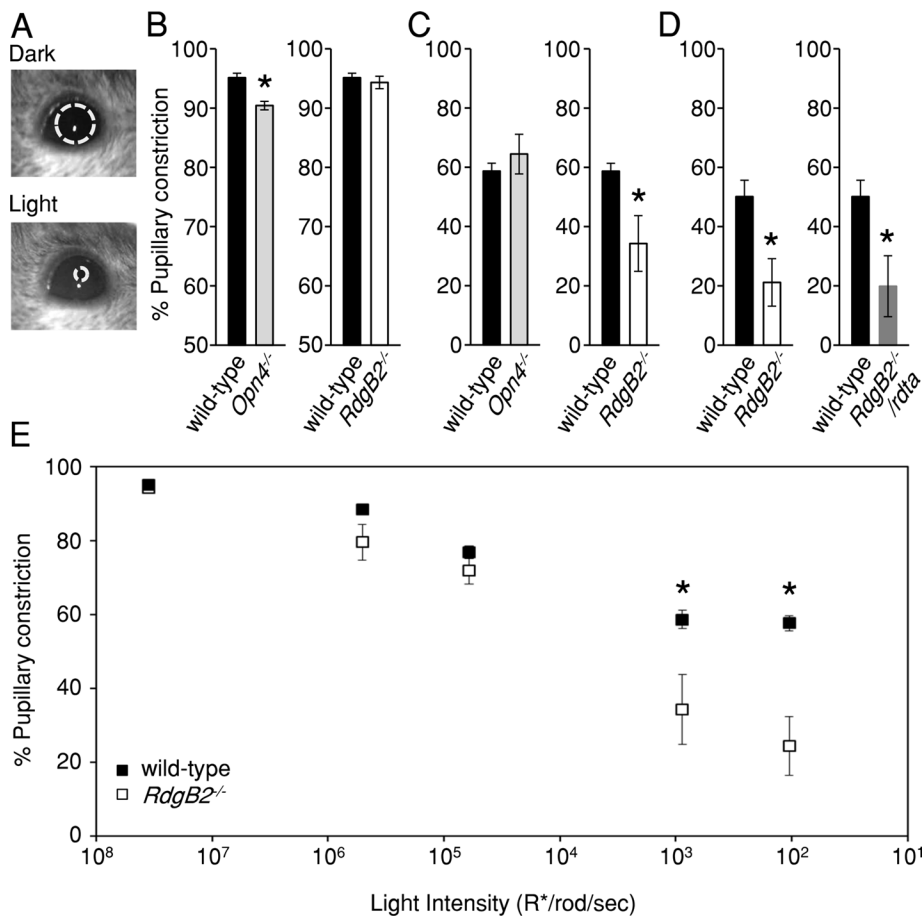 A B C D
Dark
Light
% Pupillary constriction
100 100 100 100 100 100
90 90 80 80 80 80
80 80 60 60 60 60
70 70 40 40 40 40
60 60 20 20 20 20
50 50 0 0 0 0
* * * *
wild-type Opn4-/- wild-type RdgB2-/- wild-type Opn4-/- wild-type RdgB2-/- wild-type RdgB2-/- wild-type RdgB2-/-
/rdta
E
% Pupillary constriction
100
80
60
40
20
0
* *
wild-type
RdgB2-/-
10⁸ 10⁷ 10⁶ 10⁵ 10⁴ 10³ 10² 10¹
Light Intensity (R*/rod/sec)